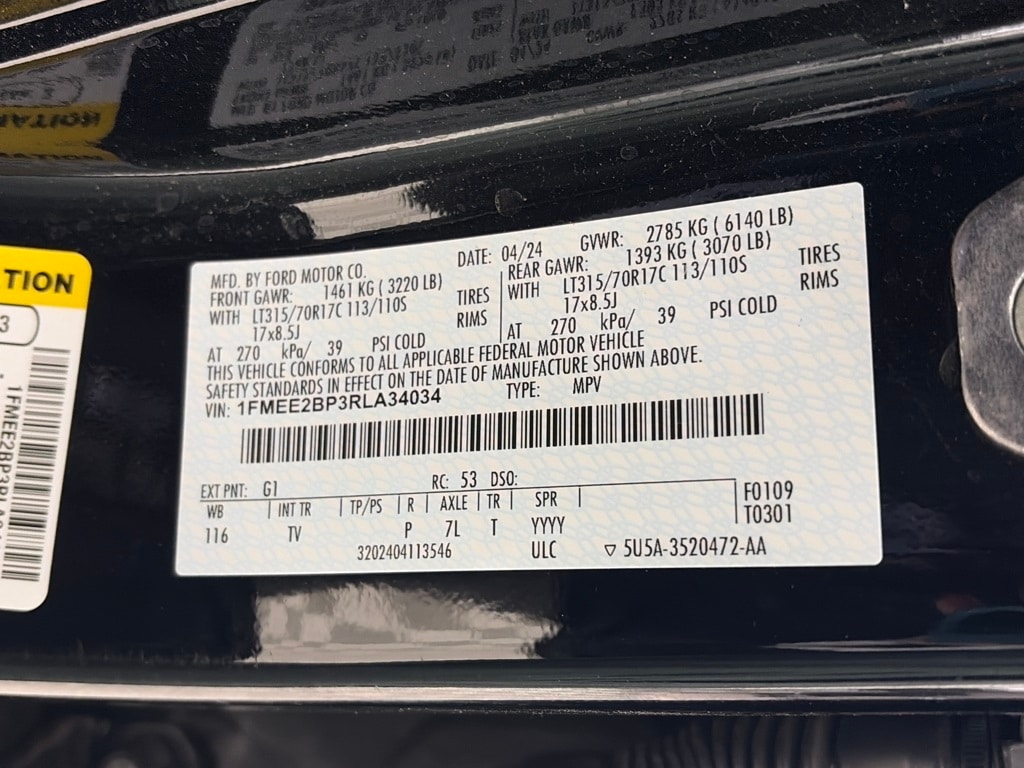 MFD. BY FORD MOTOR CO.
DATE: 04/24
GVWR: 2785 KG ( 6140 LB)
FRONT GAWR: 1461 KG ( 3220 LB)
REAR GAWR: 1393 KG ( 3070 LB)
WITH LT315/70R17C 113/110S TIRES
WITH LT315/70R17C 113/110S TIRES
17x8.5J RIMS
17x8.5J RIMS
AT 270 kPa/ 39 PSI COLD
AT 270 kPa/ 39 PSI COLD
THIS VEHICLE CONFORMS TO ALL APPLICABLE FEDERAL MOTOR VEHICLE
SAFETY STANDARDS IN EFFECT ON THE DATE OF MANUFACTURE SHOWN ABOVE.
VIN: 1FMEE2BP3RLA34034
TYPE: MPV
EXT PNT: G1
RC: 53 DSO:
WB INT TR TP/PS R AXLE TR SPR
F0109
116 TV P 7L T YYYY
T0301
3202404113546
ULC
5U5A-3520472-AA
TION
3